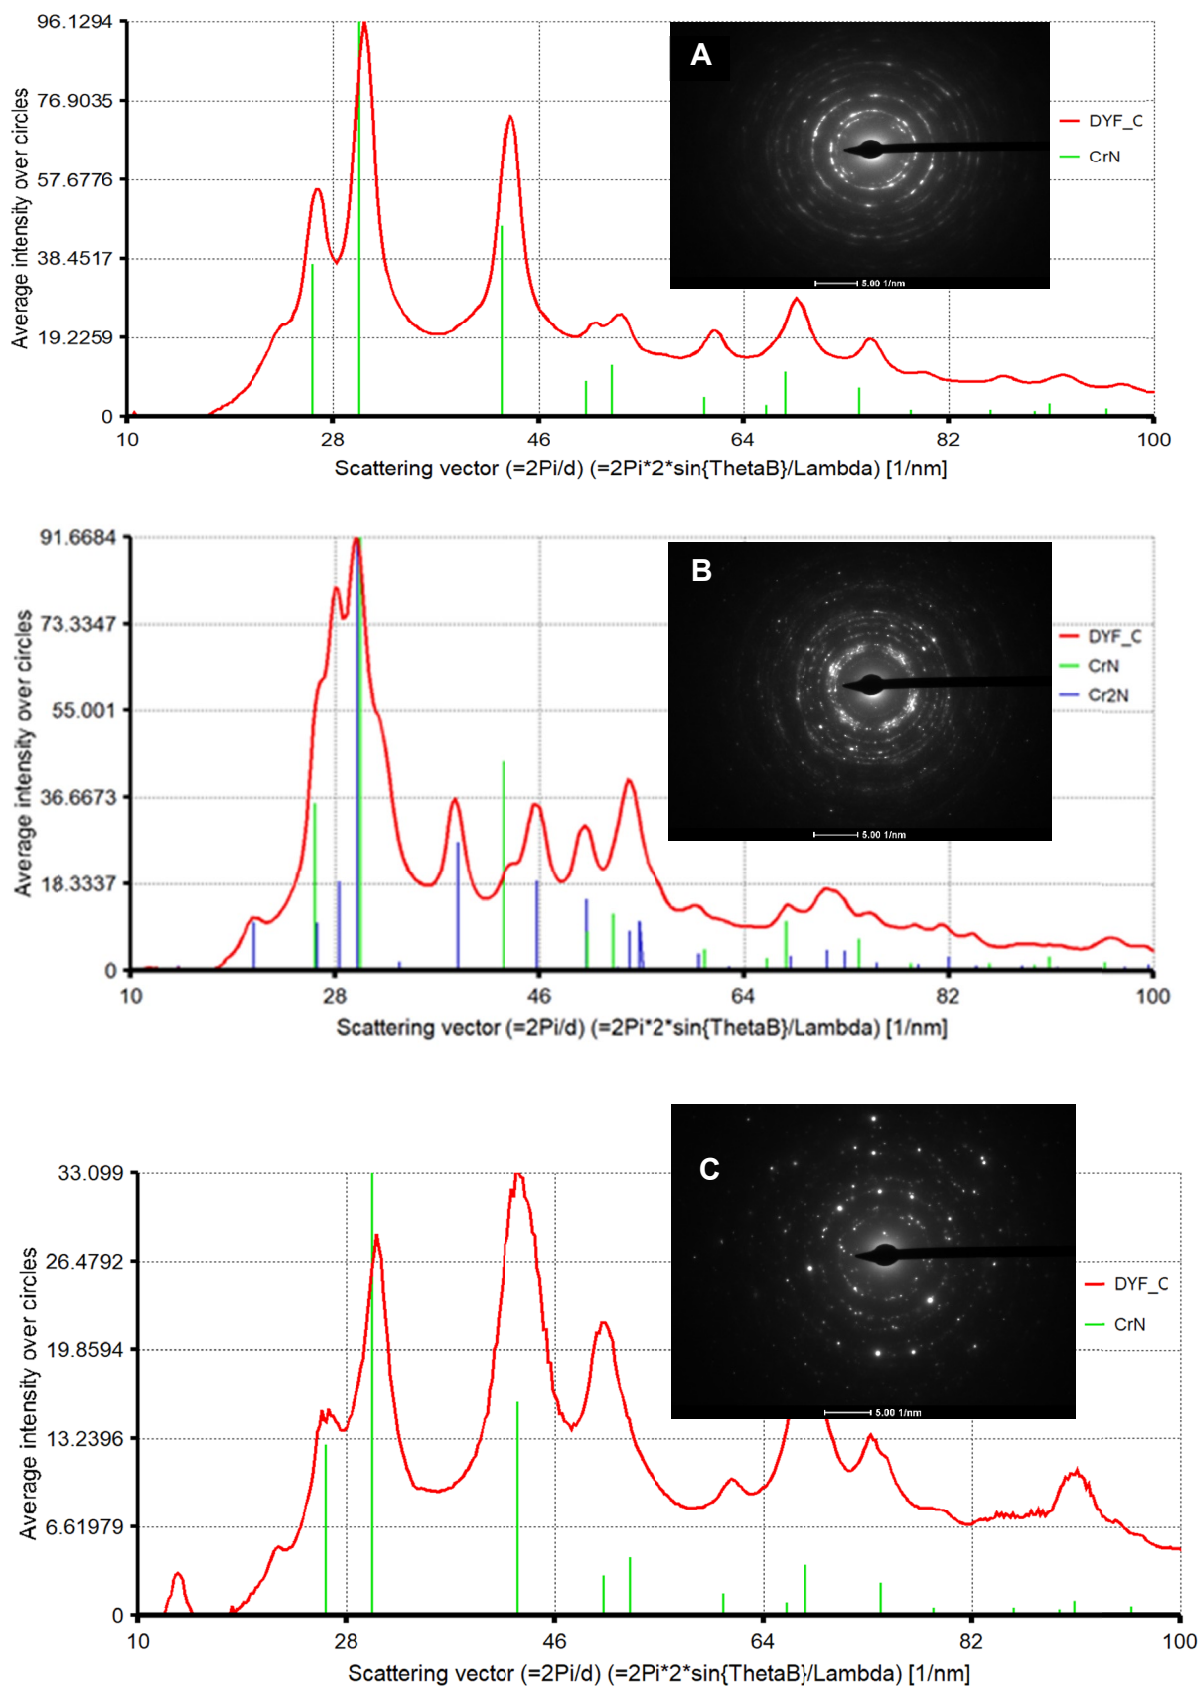 96.1294
76.9035
57.6776
38.4517
19.2259
0
10 28 46 64 82 100
Average intensity over circles
Scattering vector (=2Pi/d) (=2Pi*2*sin{ThetaB}/Lambda) [1/nm]
A
5.00 1/nm
DYF_C
CrN
91.6684
73.3347
55.001
36.6673
18.3337
0
10 28 46 64 82 100
Average intensity over circles
Scattering vector (=2Pi/d) (=2Pi*2*sin{ThetaB}/Lambda) [1/nm]
B
5.00 1/nm
DYF_C
CrN
Cr2N
33.099
26.4792
19.8594
13.2396
6.61979
0
10 28 46 64 82 100
Average intensity over circles
Scattering vector (=2Pi/d) (=2Pi*2*sin{ThetaB}/Lambda) [1/nm]
C
5.00 1/nm
DYF_C
CrN